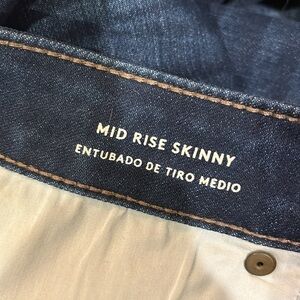 MID RISE SKINNY
ENTUBADO DE TIRO MEDIO